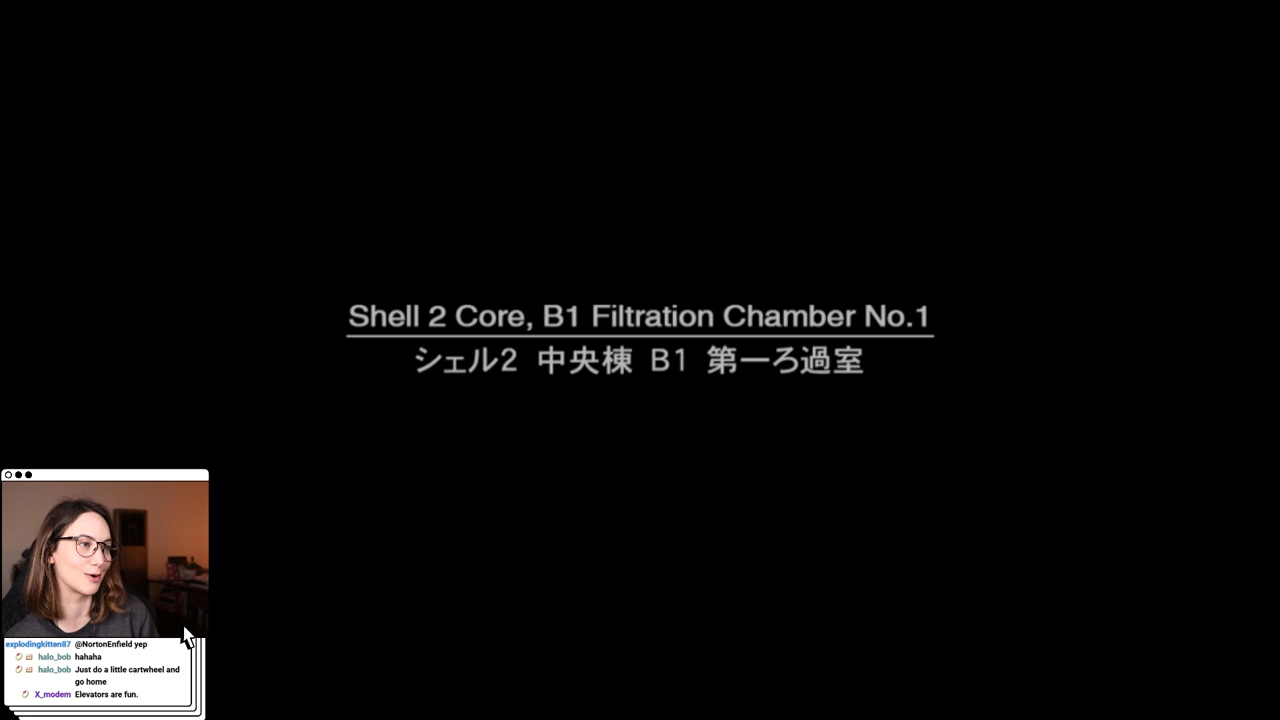 Shell 2 Core, B1 Filtration Chamber No.1
シェル2 中央棟 B1 第一ろ過室
explodingkitten87 @NortonEnfield yep
halo_bob hahaha
halo_bob Just do a little cartwheel and
go home
X_modem Elevators are fun.